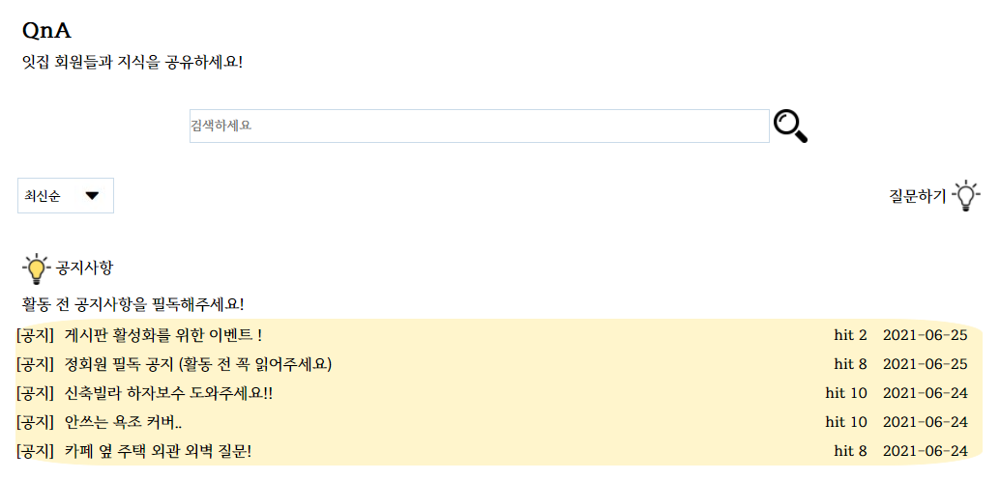 QnA
잇집 회원들과 지식을 공유하세요!
검색하세요
최신순
질문하기
공지사항
활동 전 공지사항을 필독해주세요!
[공지] 게시판 활성화를 위한 이벤트 ! hit 2 2021-06-25
[공지] 정회원 필독 공지 (활동 전 꼭 읽어주세요) hit 8 2021-06-25
[공지] 신축빌라 하자보수 도와주세요!! hit 10 2021-06-24
[공지] 안쓰는 욕조 커버.. hit 10 2021-06-24
[공지] 카페 옆 주택 외관 외벽 질문! hit 8 2021-06-24